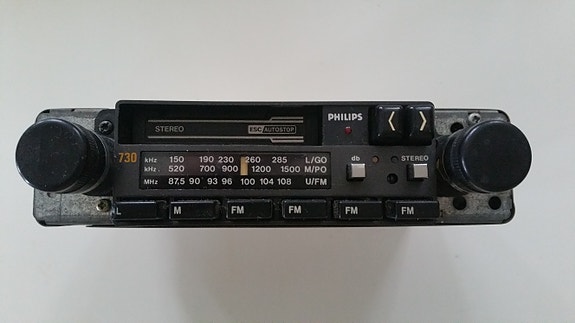 PHILIPS
STEREO ESC AUTOSTOP
730
kHz 150 190 230 260 285 L/GO
kHz. 520 700 900 1200 1500 M/PO
MHz 87,5 90 93 96 100 104 108 U/FM
db
STEREO
L M FM FM FM FM